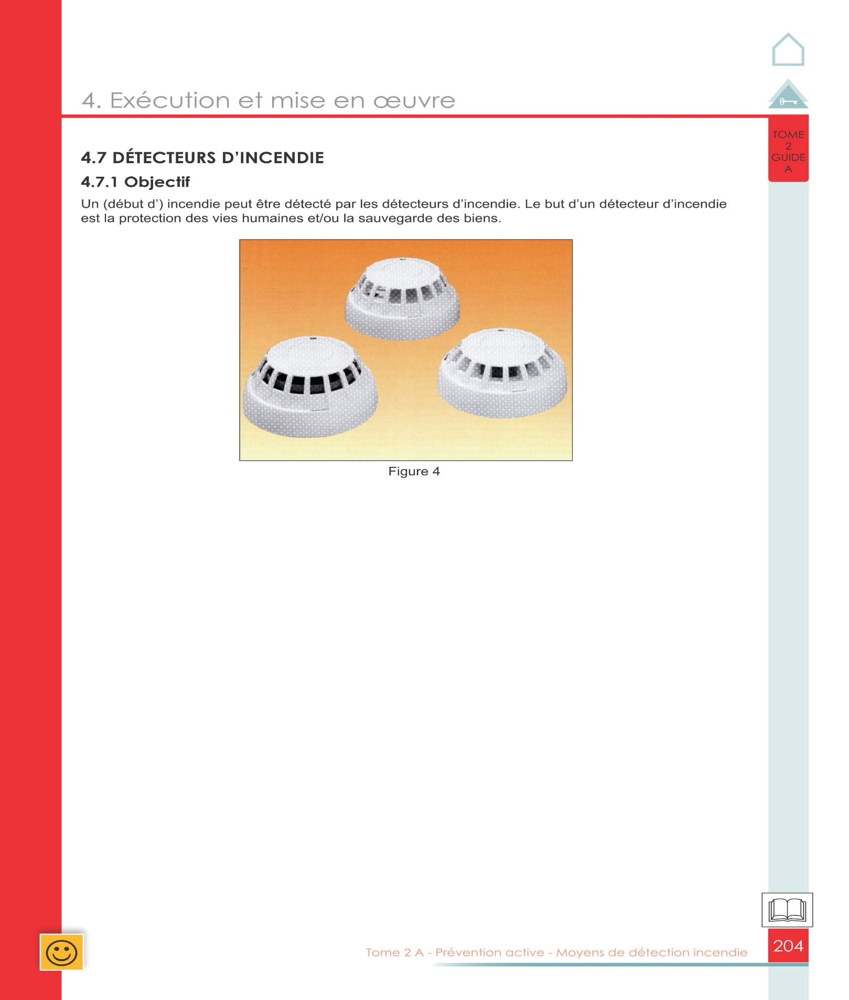 4. Exécution et mise en œuvre
TOME
2
GUIDE
A
4.7 DÉTECTEURS D’INCENDIE
4.7.1 Objectif
Un (début d’) incendie peut être détecté par les détecteurs d’incendie. Le but d’un détecteur d’incendie
est la protection des vies humaines et/ou la sauvegarde des biens.
Figure 4
Tome 2 A - Prévention active - Moyens de détection incendie
204